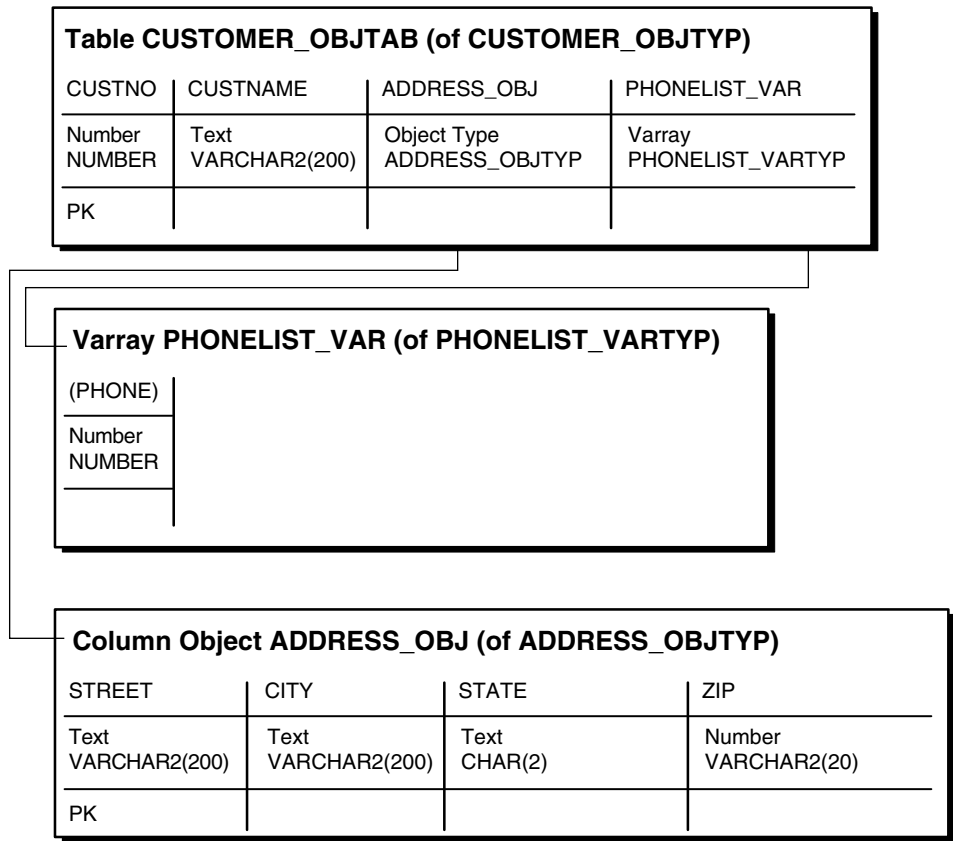 Table CUSTOMER_OBJTAB (of CUSTOMER_OBJTYP)
CUSTNO CUSTNAME ADDRESS_OBJ PHONELIST_VAR
Number Text Object Type Varray
NUMBER VARCHAR2(200) ADDRESS_OBJTYP PHONELIST_VARTYP
PK
Varray PHONELIST_VAR (of PHONELIST_VARTYP)
(PHONE)
Number
NUMBER
Column Object ADDRESS_OBJ (of ADDRESS_OBJTYP)
STREET CITY STATE ZIP
Text Text Text Number
VARCHAR2(200) VARCHAR2(200) CHAR(2) VARCHAR2(20)
PK